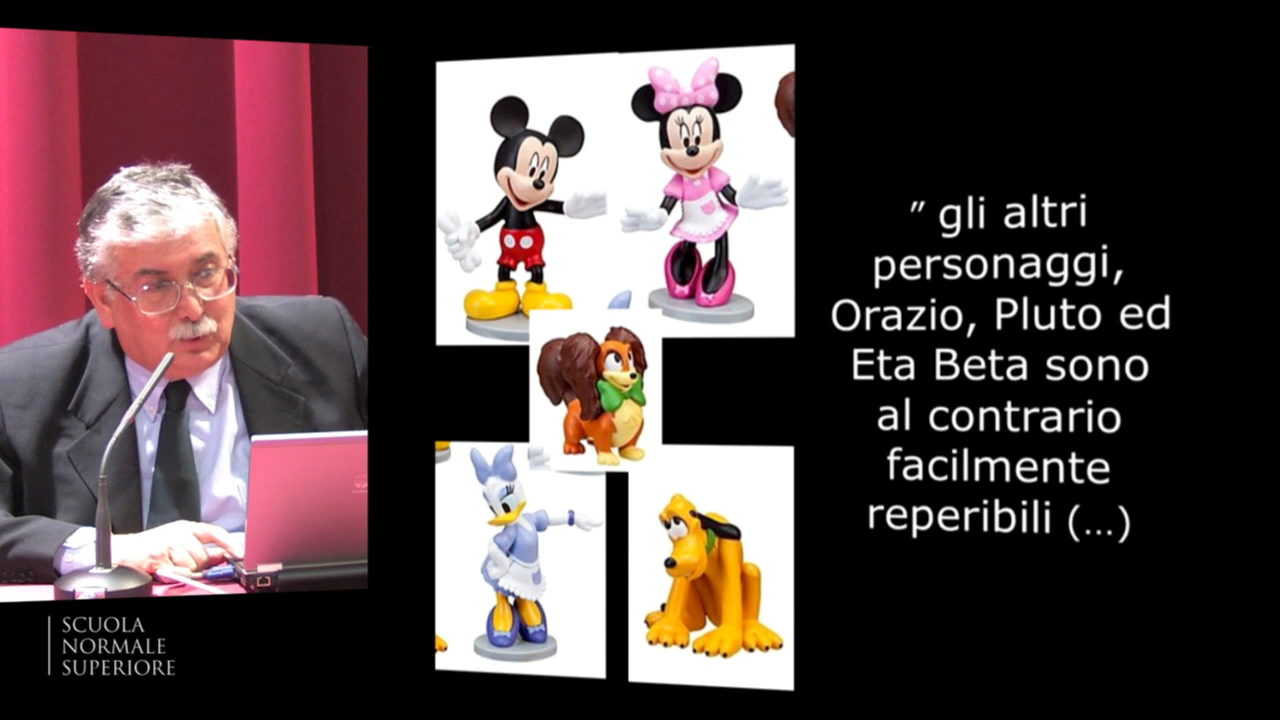 ” gli altri
personaggi,
Orazio, Pluto ed
Eta Beta sono
al contrario
facilmente
reperibili (...)
SCUOLA
NORMALE
SUPERIORE